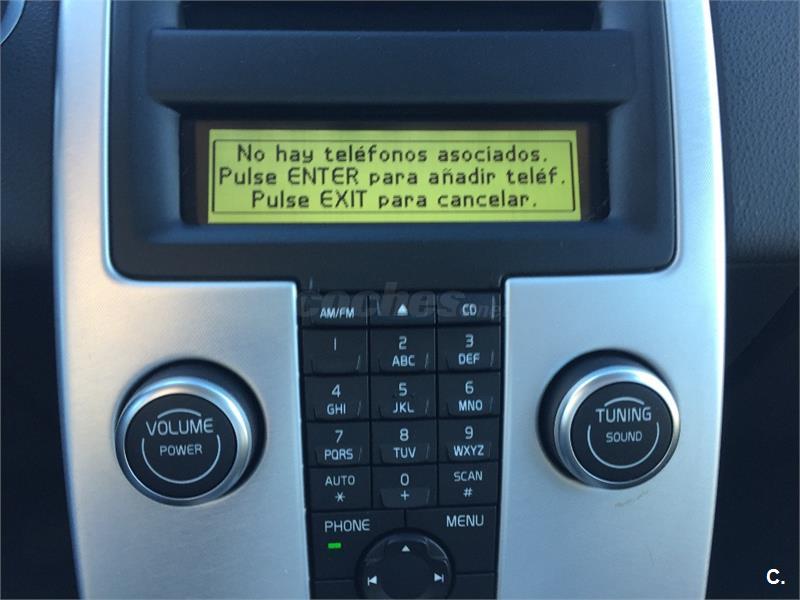 No hay teléfonos asociados.
Pulse ENTER para añadir teléf.
Pulse EXIT para cancelar.
coches.net
AM/FM
CD
1
2
ABC
3
DEF
4
GHI
5
JKL
6
MNO
7
PQRS
8
TUV
9
WXYZ
AUTO
*
0
+
SCAN
#
VOLUME
POWER
TUNING
SOUND
PHONE
MENU
C.